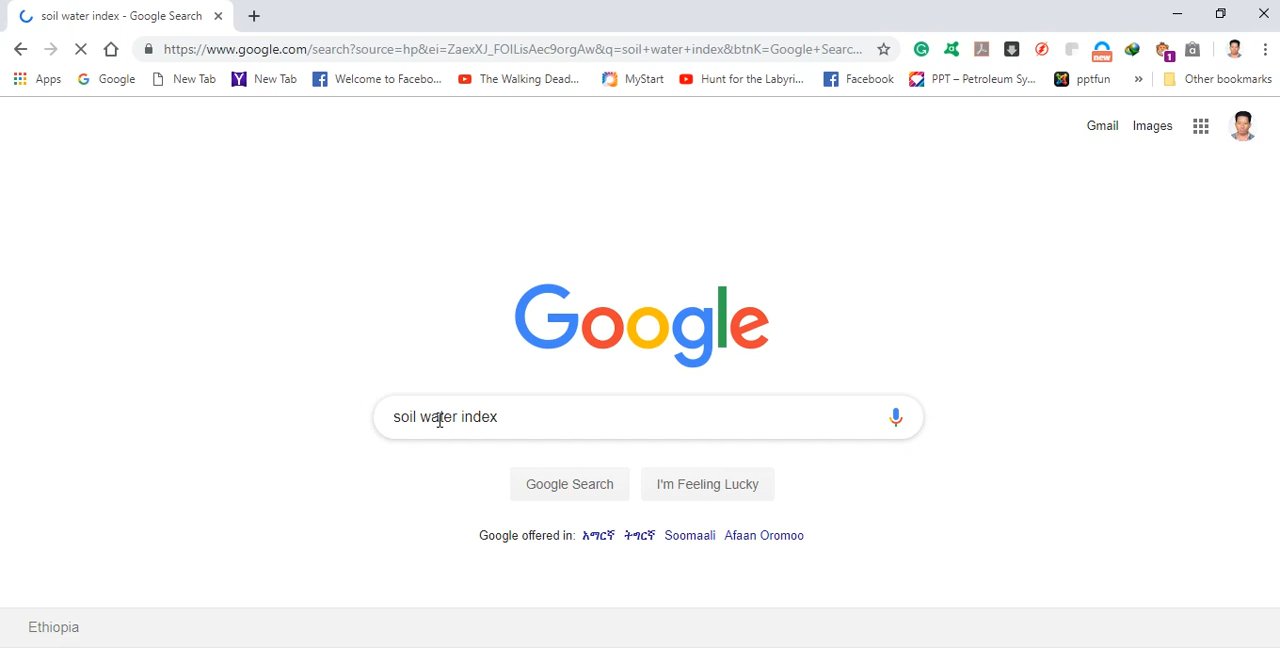 soil water index - Google Search
https://www.google.com/search?source=hp&ei=ZaexXJ_FOILisAec9orgAw&q=soil+water+index&btnK=Google+Searc...
new
1
Apps Google New Tab New Tab Welcome to Facebo... The Walking Dead... MyStart Hunt for the Labyri... Facebook PPT – Petroleum Sy... pptfun » Other bookmarks
Gmail Images
Google
soil water index
Google Search I'm Feeling Lucky
Google offered in: አማርኛ ትግርኛ Soomaali Afaan Oromoo
Ethiopia